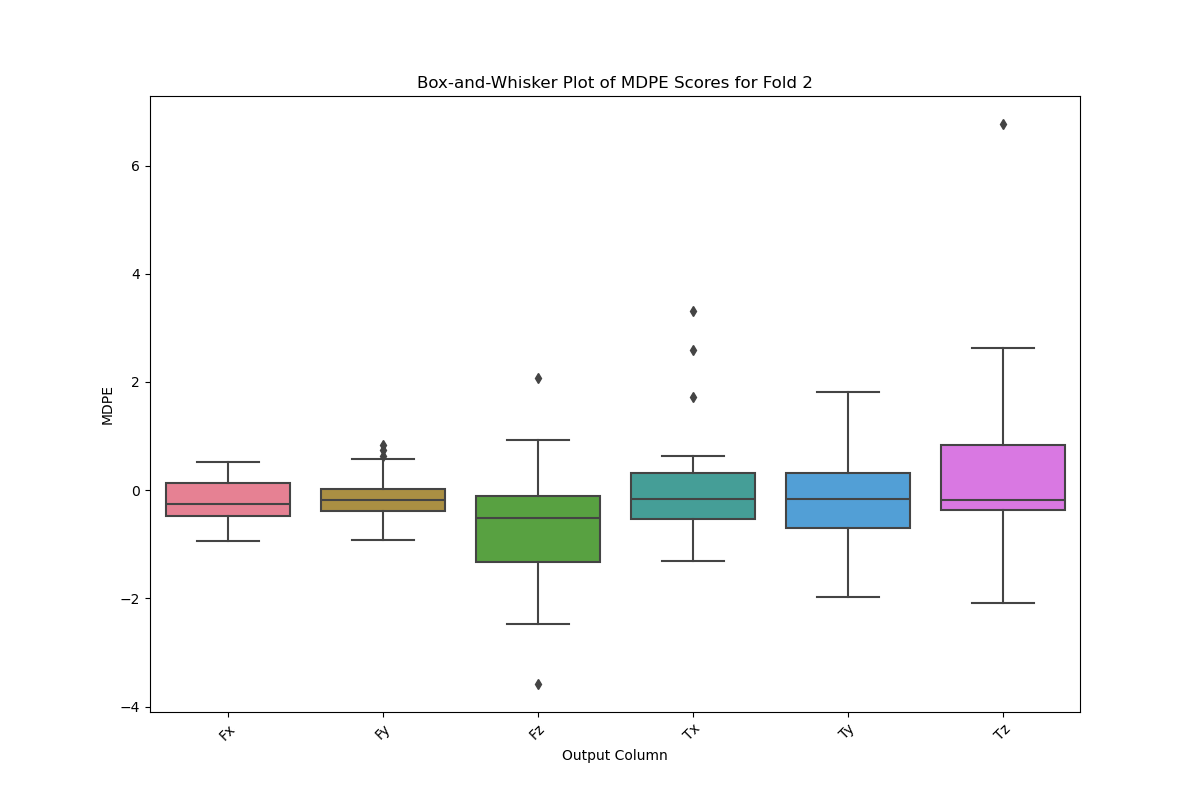 Box-and-Whisker Plot of MDPE Scores for Fold 2
MDPE
6
4
2
0
−2
−4
Fx
Fy
Fz
Tx
Ty
Tz
Output Column